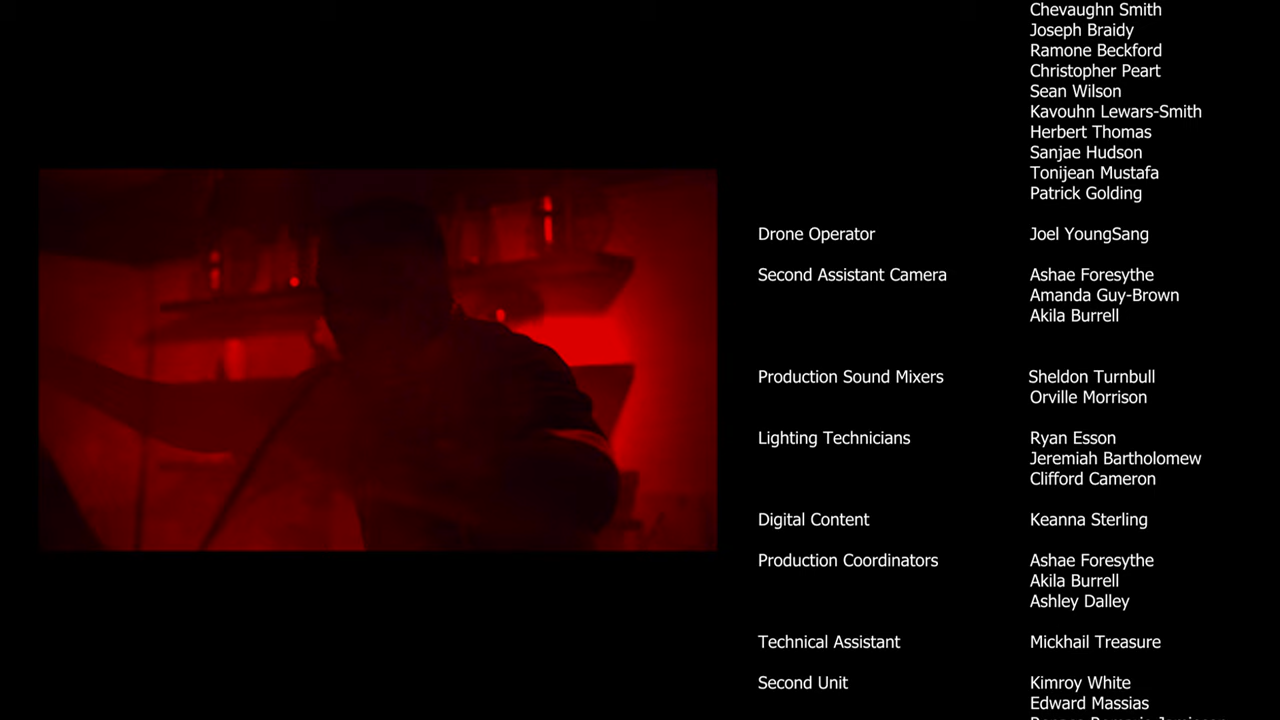 Chevaughn Smith
Joseph Braidy
Ramone Beckford
Christopher Peart
Sean Wilson
Kavouhn Lewars-Smith
Herbert Thomas
Sanjae Hudson
Tonijean Mustafa
Patrick Golding
Drone Operator Joel YoungSang
Second Assistant Camera Ashae Foresythe
Amanda Guy-Brown
Akila Burrell
Production Sound Mixers Sheldon Turnbull
Orville Morrison
Lighting Technicians Ryan Esson
Jeremiah Bartholomew
Clifford Cameron
Digital Content Keanna Sterling
Production Coordinators Ashae Foresythe
Akila Burrell
Ashley Dalley
Technical Assistant Mickhail Treasure
Second Unit Kimroy White
Edward Massias